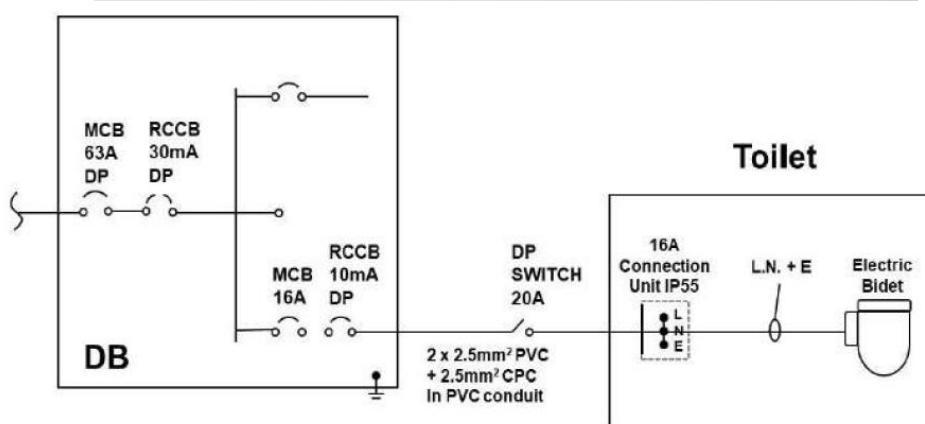 MCB
63A
DP
RCCB
30mA
DP
MCB
16A
RCCB
10mA
DP
DB
DP
SWITCH
20A
2 x 2.5mm² PVC
+ 2.5mm² CPC
In PVC conduit
Toilet
16A
Connection
Unit IP55
L
N
E
L.N. + E
Electric
Bidet